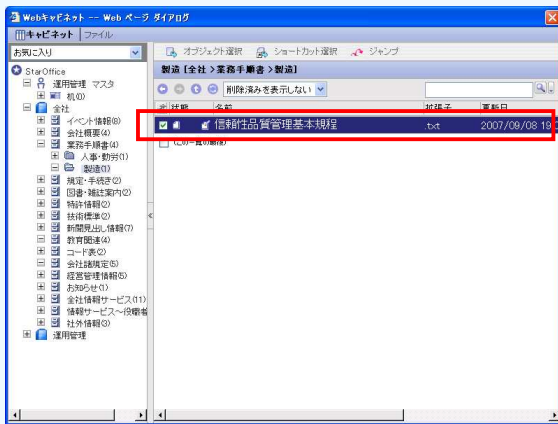 Webキャビネット -- Web ページ ダイアログ
キャビネット ファイル
お気に入り
オブジェクト選択 ショートカット選択 ジャンプ
StarOffice
製造 [全社 > 業務手順書 > 製造]
運用管理 マスタ
机(0)
削除済みを表示しない
全社
状態 名前 拡張子 更新日
イベント情報(8)
信頼性品質管理基本規程 .txt 2007/09/08 19
会社概要(4)
(この一覧の最後)
業務手順書(4)
人事・勤労(1)
製造(1)
規定・手続き(2)
図書・雑誌案内(2)
特許情報(2)
技術標準(2)
新聞見出し情報(7)
教育関連(4)
コード表(2)
会社諸規定(5)
経営管理情報(5)
お知らせ(1)
全社情報サービス(11)
情報サービス～役職者
社外情報(3)
運用管理